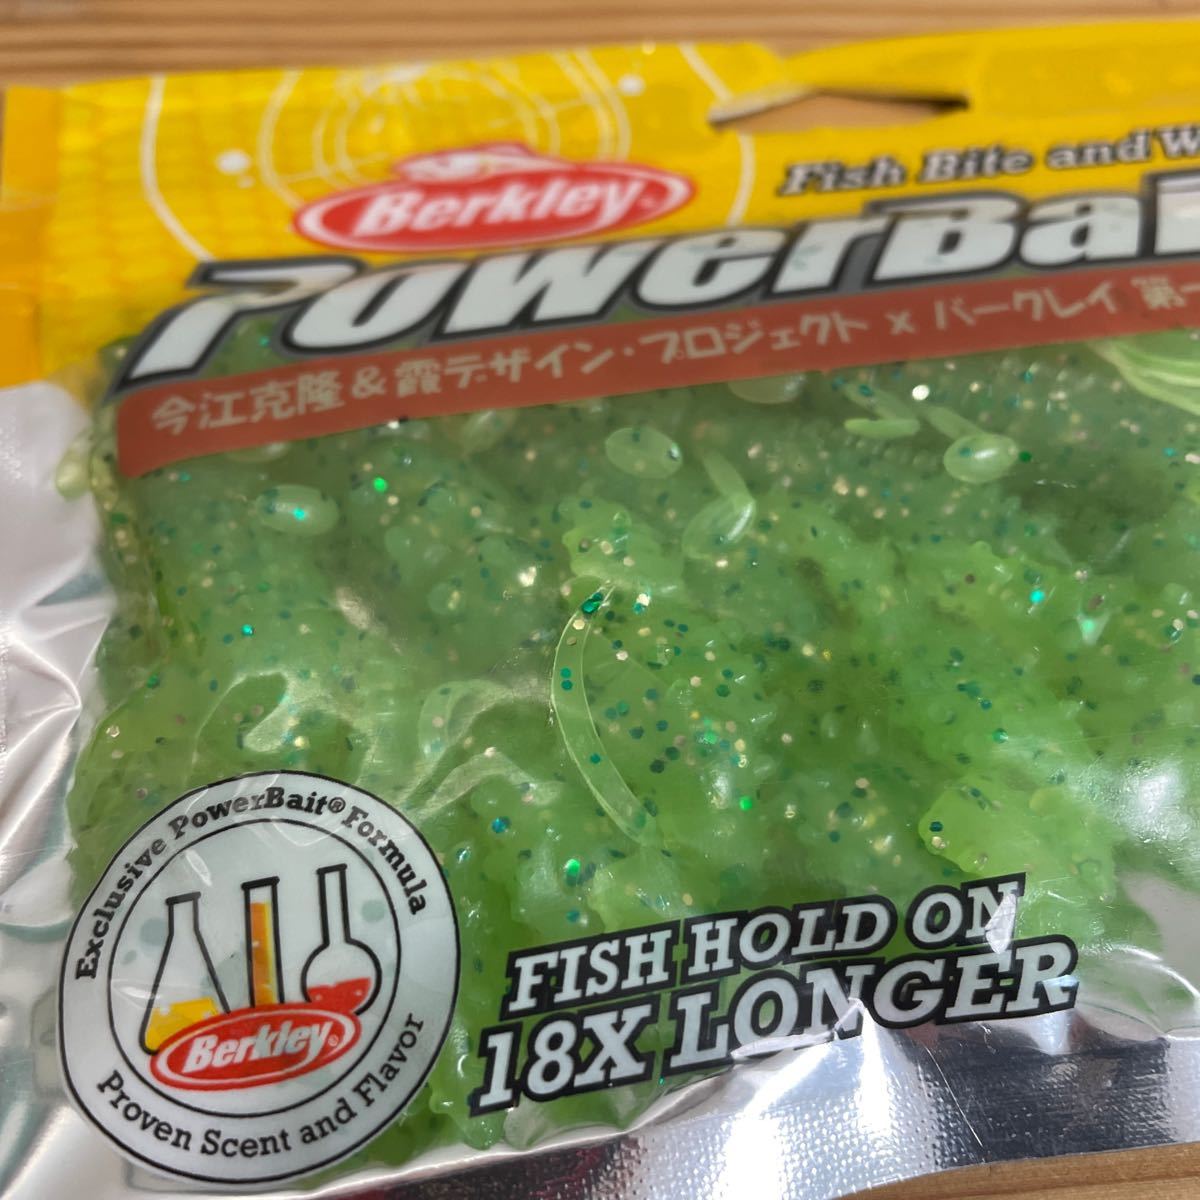 Berkley
Fish Bite and
PowerBai
今江克隆&霞デザイン・プロジェクト x バークレイ 第
Exclusive PowerBait® Formula
Berkley
Proven Scent and Flavor
FISH HOLD ON
18X LONGER